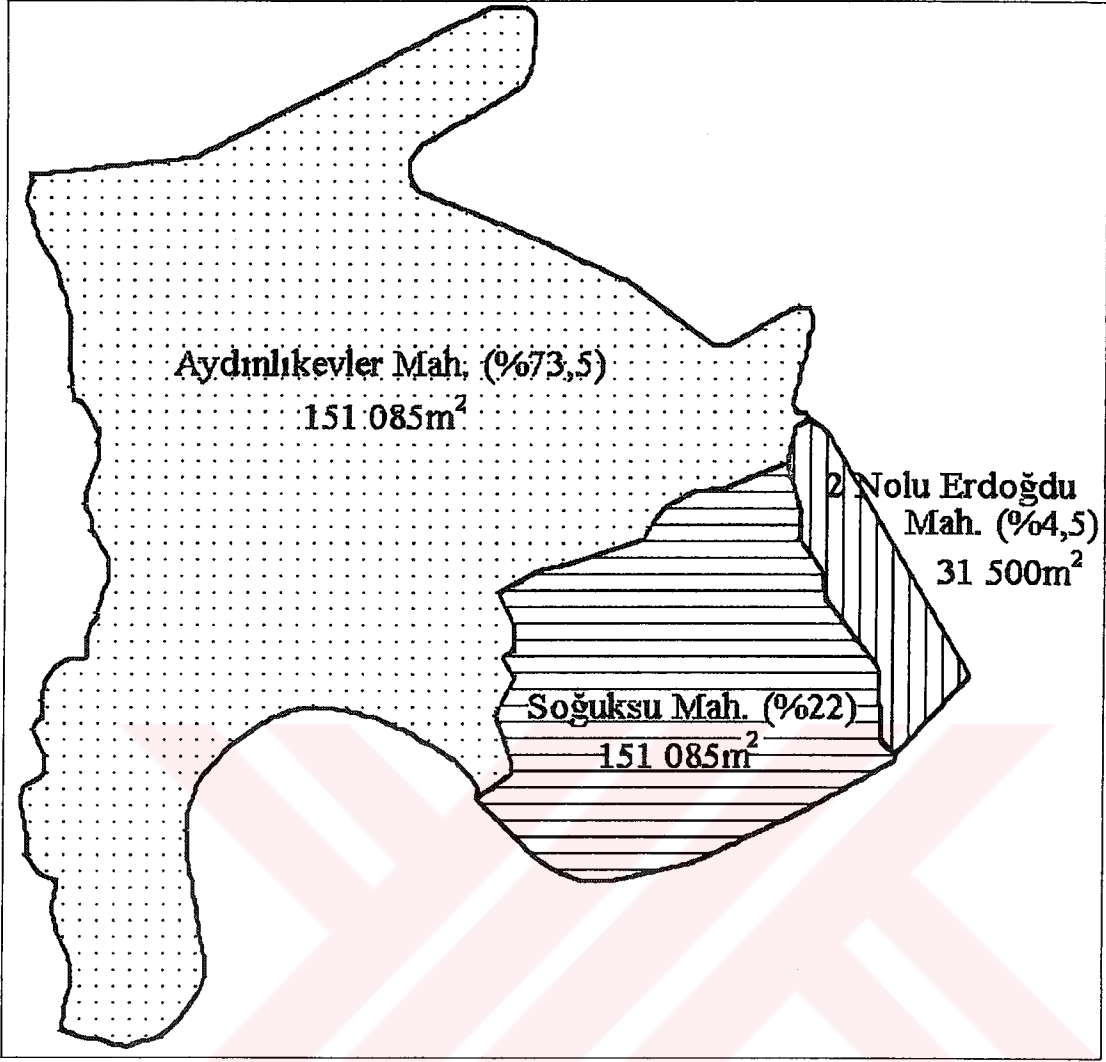 Aydınlıkevler Mah. (%73,5)
151 085m²
2 Nolu Erdoğdu
Mah. (%4,5)
31 500m²
Soğuksu Mah. (%22)
151 085m²